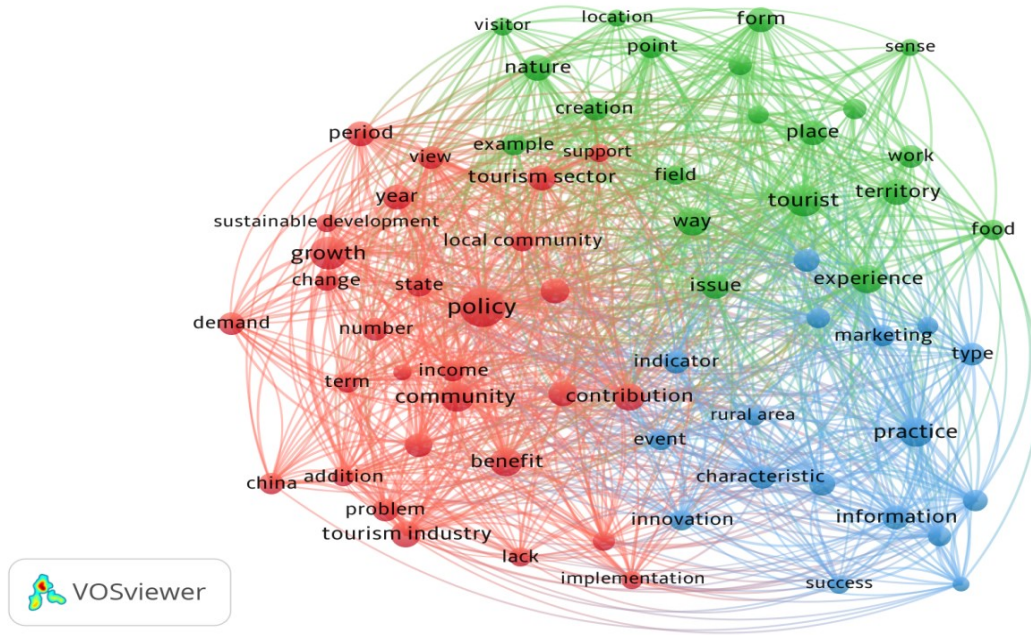 visitor
location
form
point
sense
nature
creation
period
place
example
support
view
work
tourism sector
field
territory
year
tourist
sustainable development
way
food
local community
growth
change
state
issue
experience
policy
demand
number
marketing
indicator
type
income
term
community
contribution
rural area
practice
event
benefit
addition
characteristic
china
problem
information
innovation
tourism industry
lack
implementation
success
VOSviewer